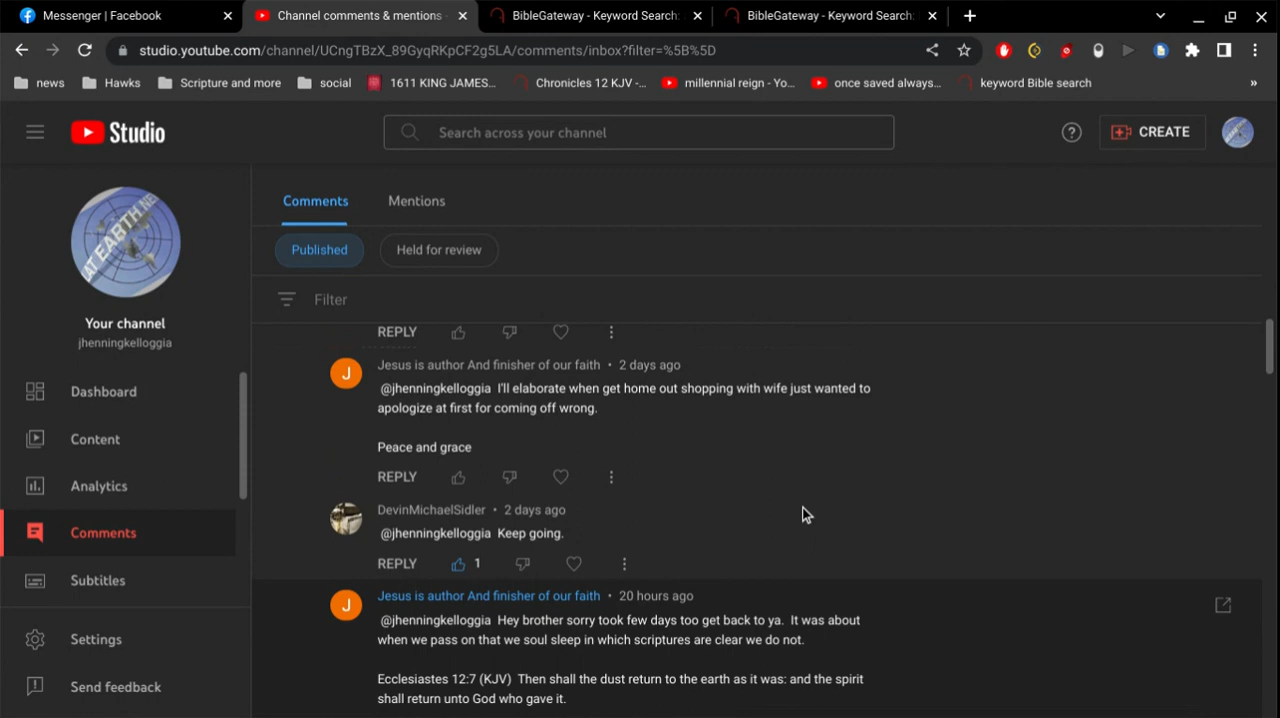 Messenger | Facebook
Channel comments & mentions
BibleGateway - Keyword Search:
BibleGateway - Keyword Search:
studio.youtube.com/channel/UCngTBzX_89GyqRKpCF2g5LA/comments/inbox?filter=%5B%5D
news
Hawks
Scripture and more
social
1611 KING JAMES...
Chronicles 12 KJV -...
millennial reign - Yo...
once saved always...
keyword Bible search
»
Studio
Search across your channel
CREATE
AT EARTH NE
Your channel
jhenningkelloggia
Dashboard
Content
Analytics
Comments
Subtitles
Settings
Send feedback
Comments
Mentions
Published
Held for review
Filter
REPLY
J
Jesus is author And finisher of our faith • 2 days ago
@jhenningkelloggia I'll elaborate when get home out shopping with wife just wanted to
apologize at first for coming off wrong.
Peace and grace
REPLY
DevinMichaelSidler • 2 days ago
@jhenningkelloggia Keep going.
REPLY 1
J
Jesus is author And finisher of our faith • 20 hours ago
@jhenningkelloggia Hey brother sorry took few days too get back to ya. It was about
when we pass on that we soul sleep in which scriptures are clear we do not.
Ecclesiastes 12:7 (KJV) Then shall the dust return to the earth as it was: and the spirit
shall return unto God who gave it.